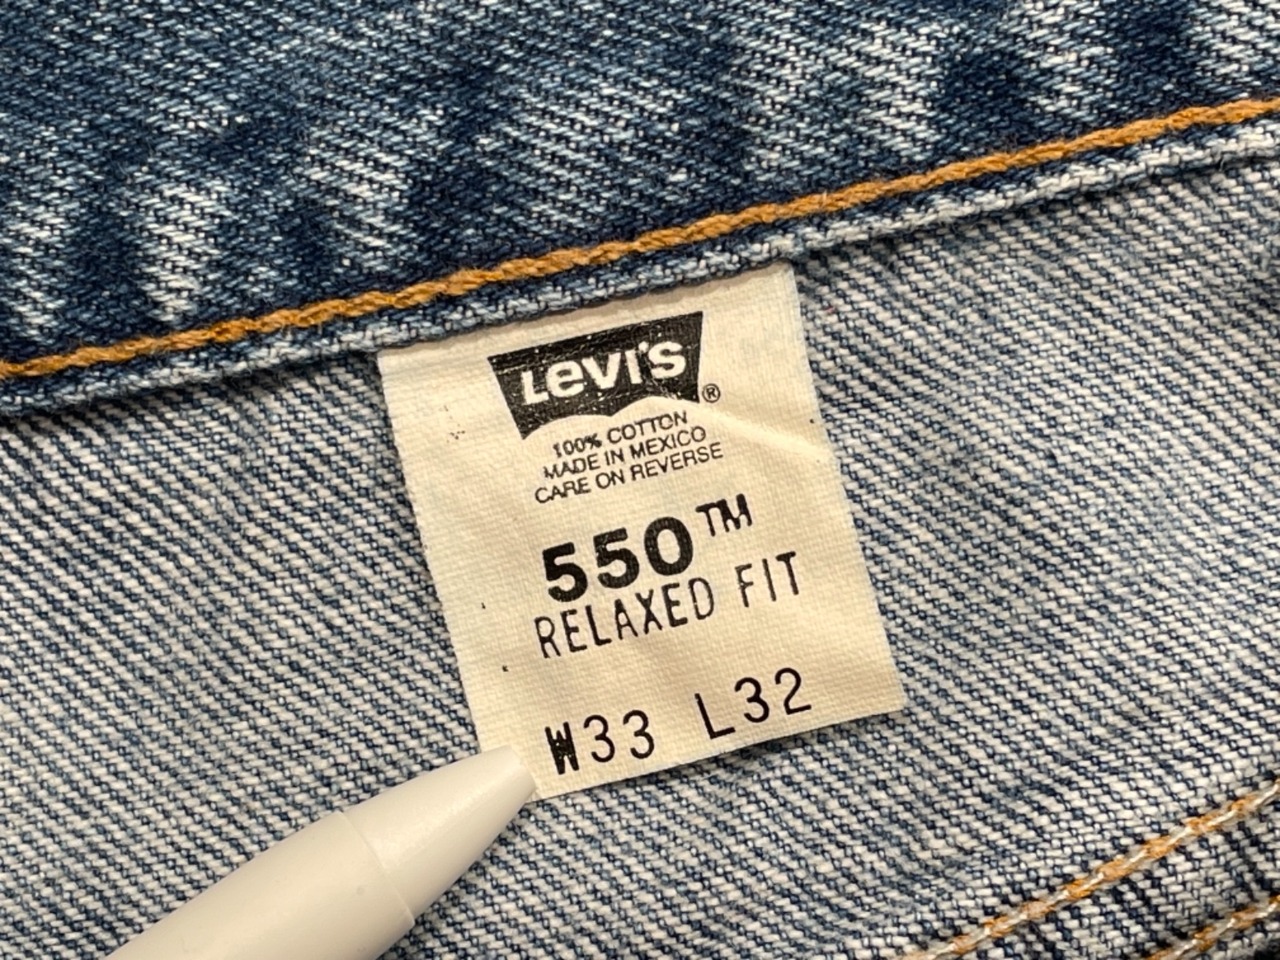 LEVI'S®
100% COTTON
MADE IN MEXICO
CARE ON REVERSE
550™
RELAXED FIT
W33 L32